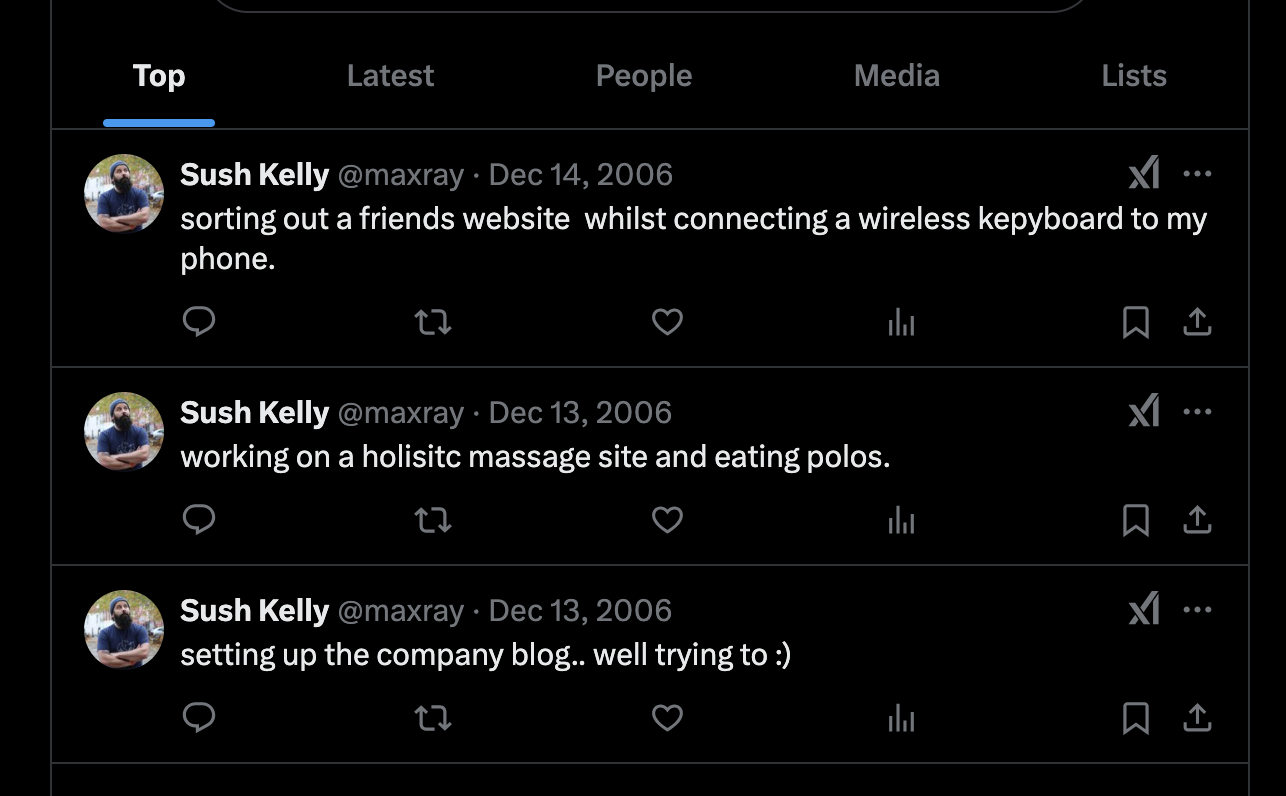 Top Latest People Media Lists
Sush Kelly @maxray · Dec 14, 2006
sorting out a friends website  whilst connecting a wireless kepyboard to my
phone.
Sush Kelly @maxray · Dec 13, 2006
working on a holisitc massage site and eating polos.
Sush Kelly @maxray · Dec 13, 2006
setting up the company blog.. well trying to :)